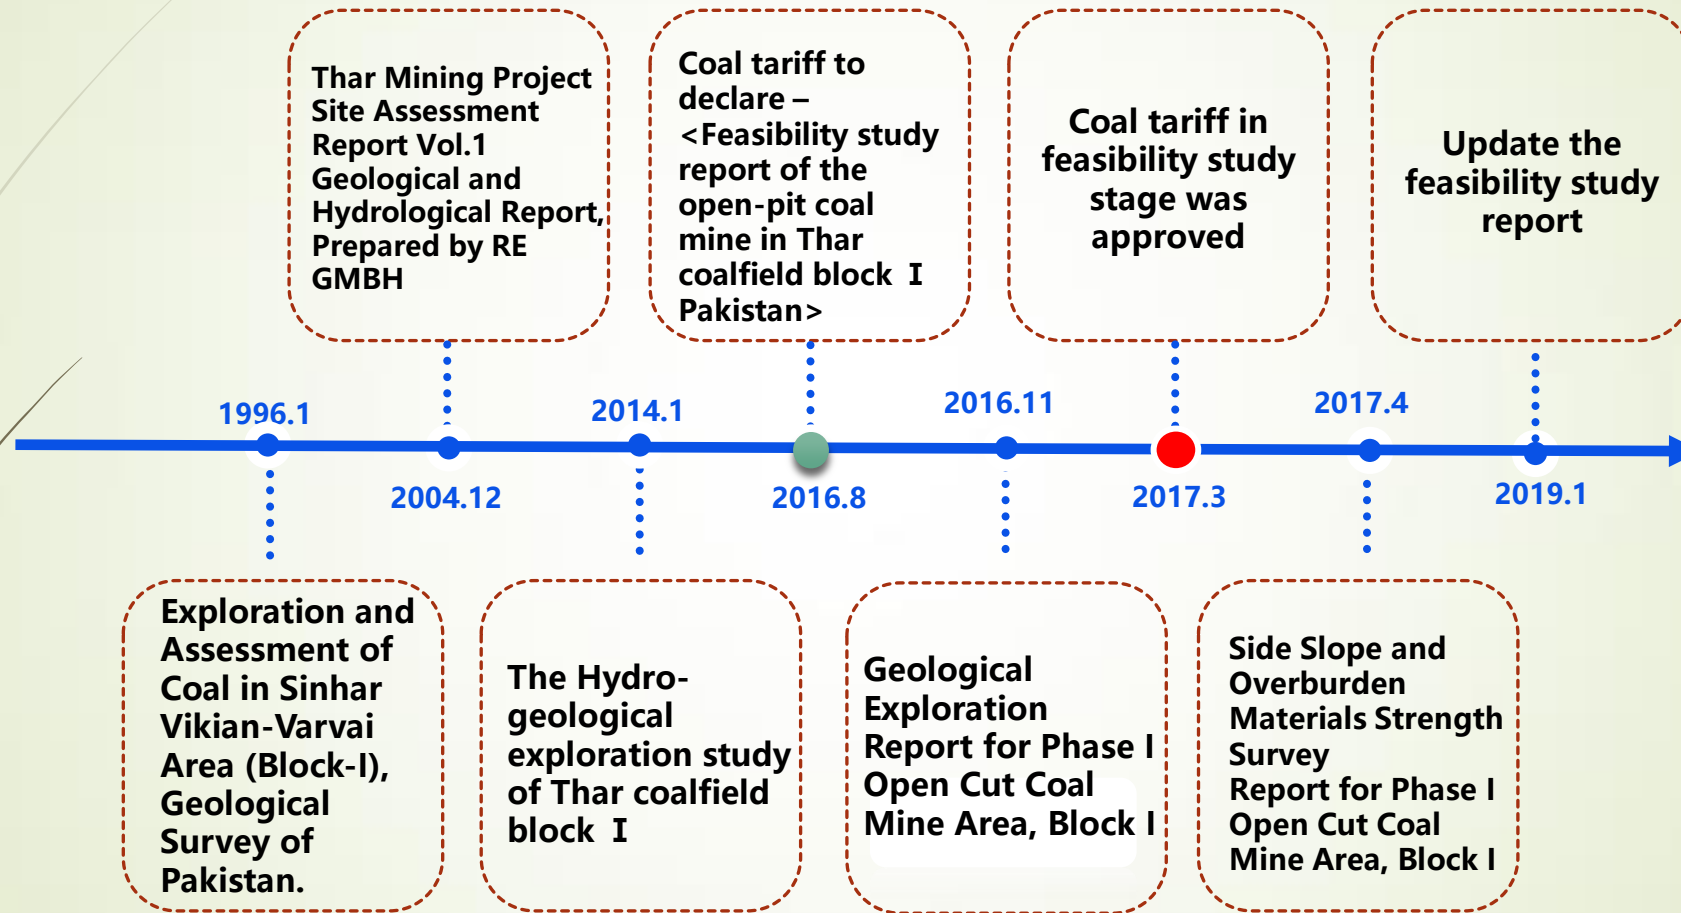 Thar Mining Project
Site Assessment
Report Vol.1
Geological and
Hydrological Report,
Prepared by RE
GMBH
Coal tariff to
declare –
<Feasibility study
report of the
open-pit coal
mine in Thar
coalfield block I
Pakistan>
Coal tariff in
feasibility study
stage was
approved
Update the
feasibility study
report
1996.1
2004.12
2014.1
2016.8
2016.11
2017.3
2017.4
2019.1
Exploration and
Assessment of
Coal in Sinhar
Vikian-Varvai
Area (Block-I),
Geological
Survey of
Pakistan.
The Hydro-
geological
exploration study
of Thar coalfield
block I
Geological
Exploration
Report for Phase I
Open Cut Coal
Mine Area, Block I
Side Slope and
Overburden
Materials Strength
Survey
Report for Phase I
Open Cut Coal
Mine Area, Block I